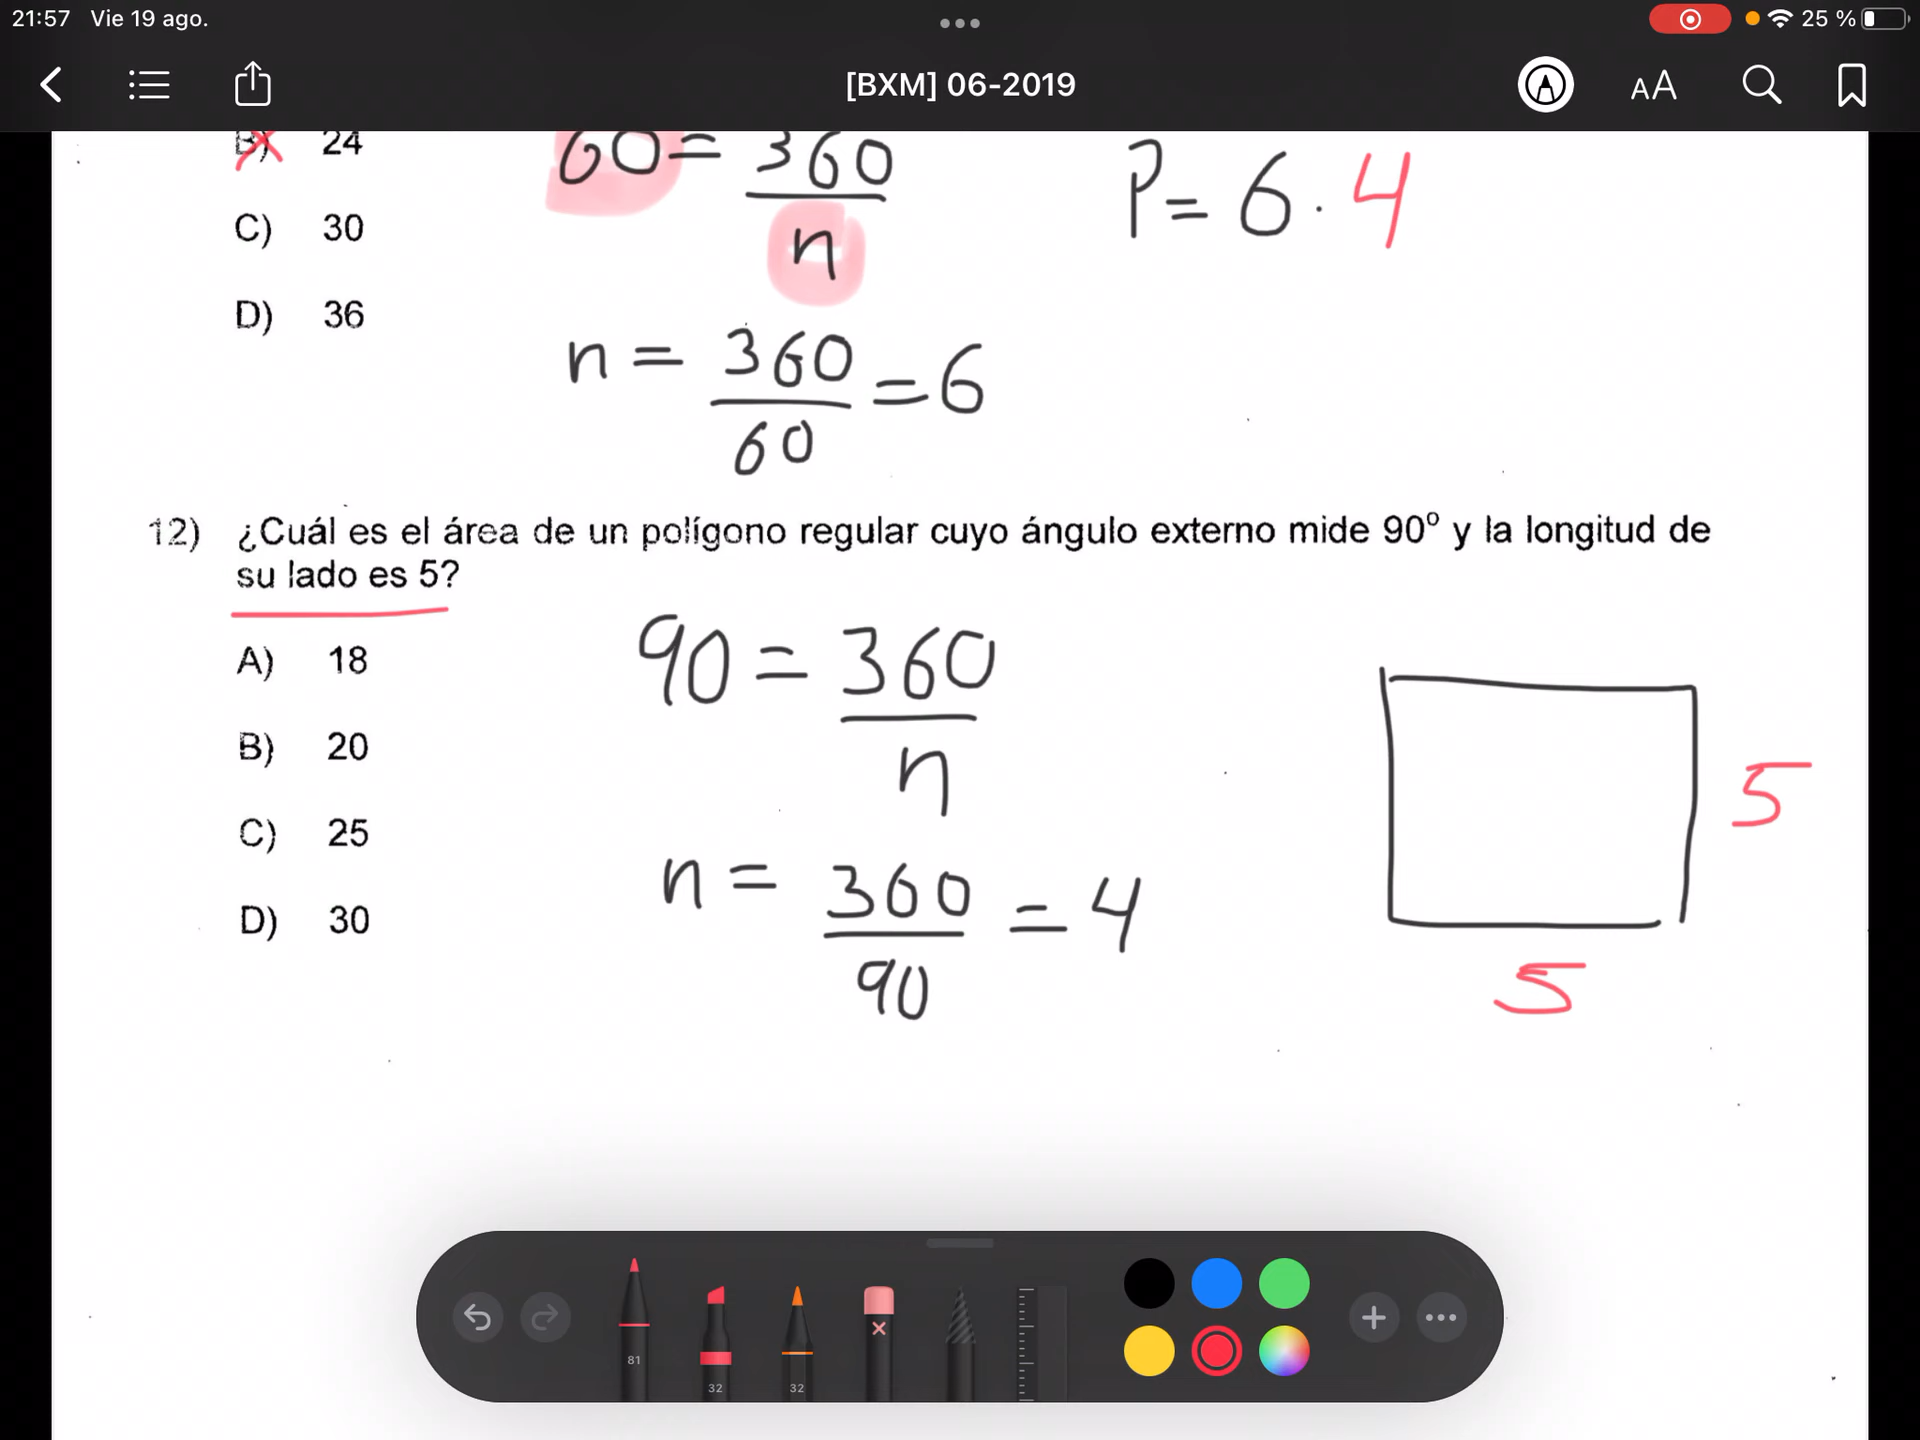 21:57 Vie 19 ago.
25 %
[BXM] 06-2019
AA
B) 24
60 = 360
n
P = 6 · 4
C) 30
D) 36
n = 360 = 6
60
12) ¿Cuál es el área de un polígono regular cuyo ángulo externo mide 90° y la longitud de
su lado es 5?
90 = 360
n
A) 18
B) 20
5
C) 25
n = 360 = 4
90
D) 30
5
81
32
32